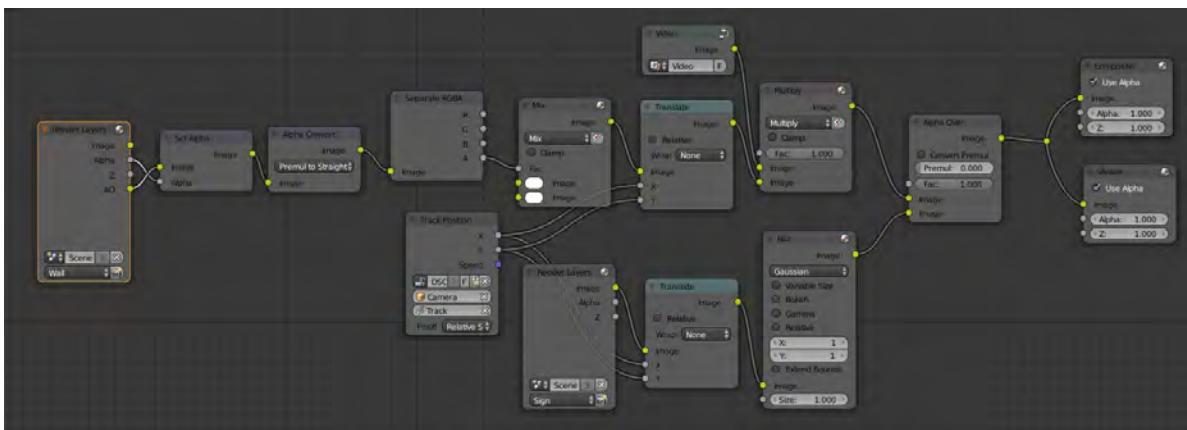 Render Layers
Image
Alpha
Z
AO
Scene
Wall
Set Alpha
Image
Image
Alpha
Alpha Convert
Image
Premul to Straight
Image
Separate RGBA
R
G
B
A
Image
Mix
Image
Mix
Clamp
Fac
Image
Image
Translate
Image
Relative
Wrap: None
Image
X
Y
Video
Image
Video F
Multiply
Image
Multiply
Clamp
Fac: 1.000
Image
Image
Alpha Over
Image
Convert Premul
Premul: 0.000
Fac: 1.000
Image
Image
Composite
Use Alpha
Image
Alpha: 1.000
Z: 1.000
Viewer
Use Alpha
Image
Alpha: 1.000
Z: 1.000
Track Position
X
Y
Speed
OSC F
Camera
Track
Relative S
Render Layers
Image
Alpha
Z
Scene
Sign
Translate
Image
Relative
Wrap: None
Image
X
Y
Blur
Image
Gaussian
Variable Size
Bokeh
Gamma
Relative
X: 1
Y: 1
Extend Bounds
Image
Size: 1.000